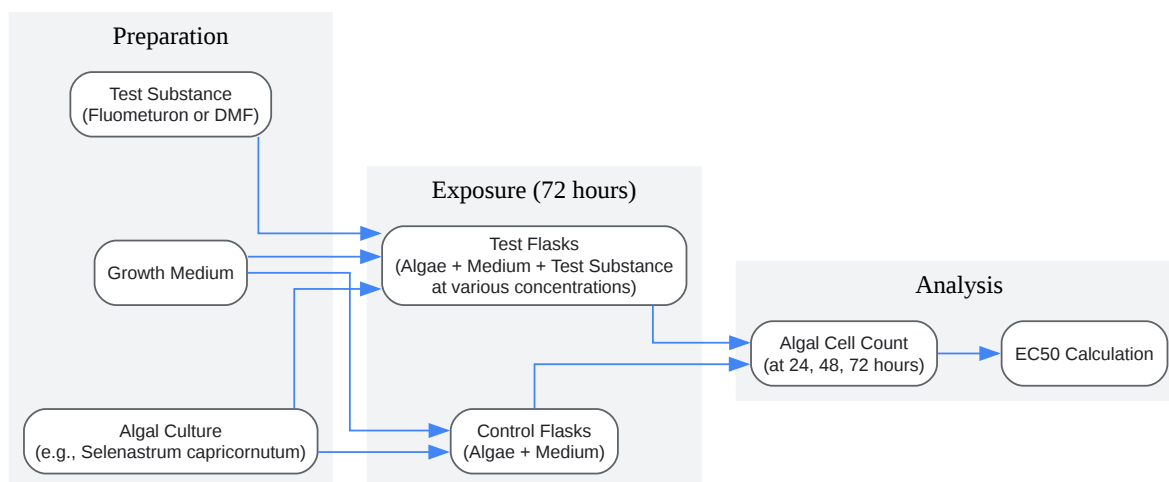 Preparation
Test Substance
(Fluometuron or DMF)
Growth Medium
Algal Culture
(e.g., Selenastrum capricornutum)
Exposure (72 hours)
Test Flasks
(Algae + Medium + Test Substance
at various concentrations)
Control Flasks
(Algae + Medium)
Analysis
Algal Cell Count
(at 24, 48, 72 hours)
EC50 Calculation